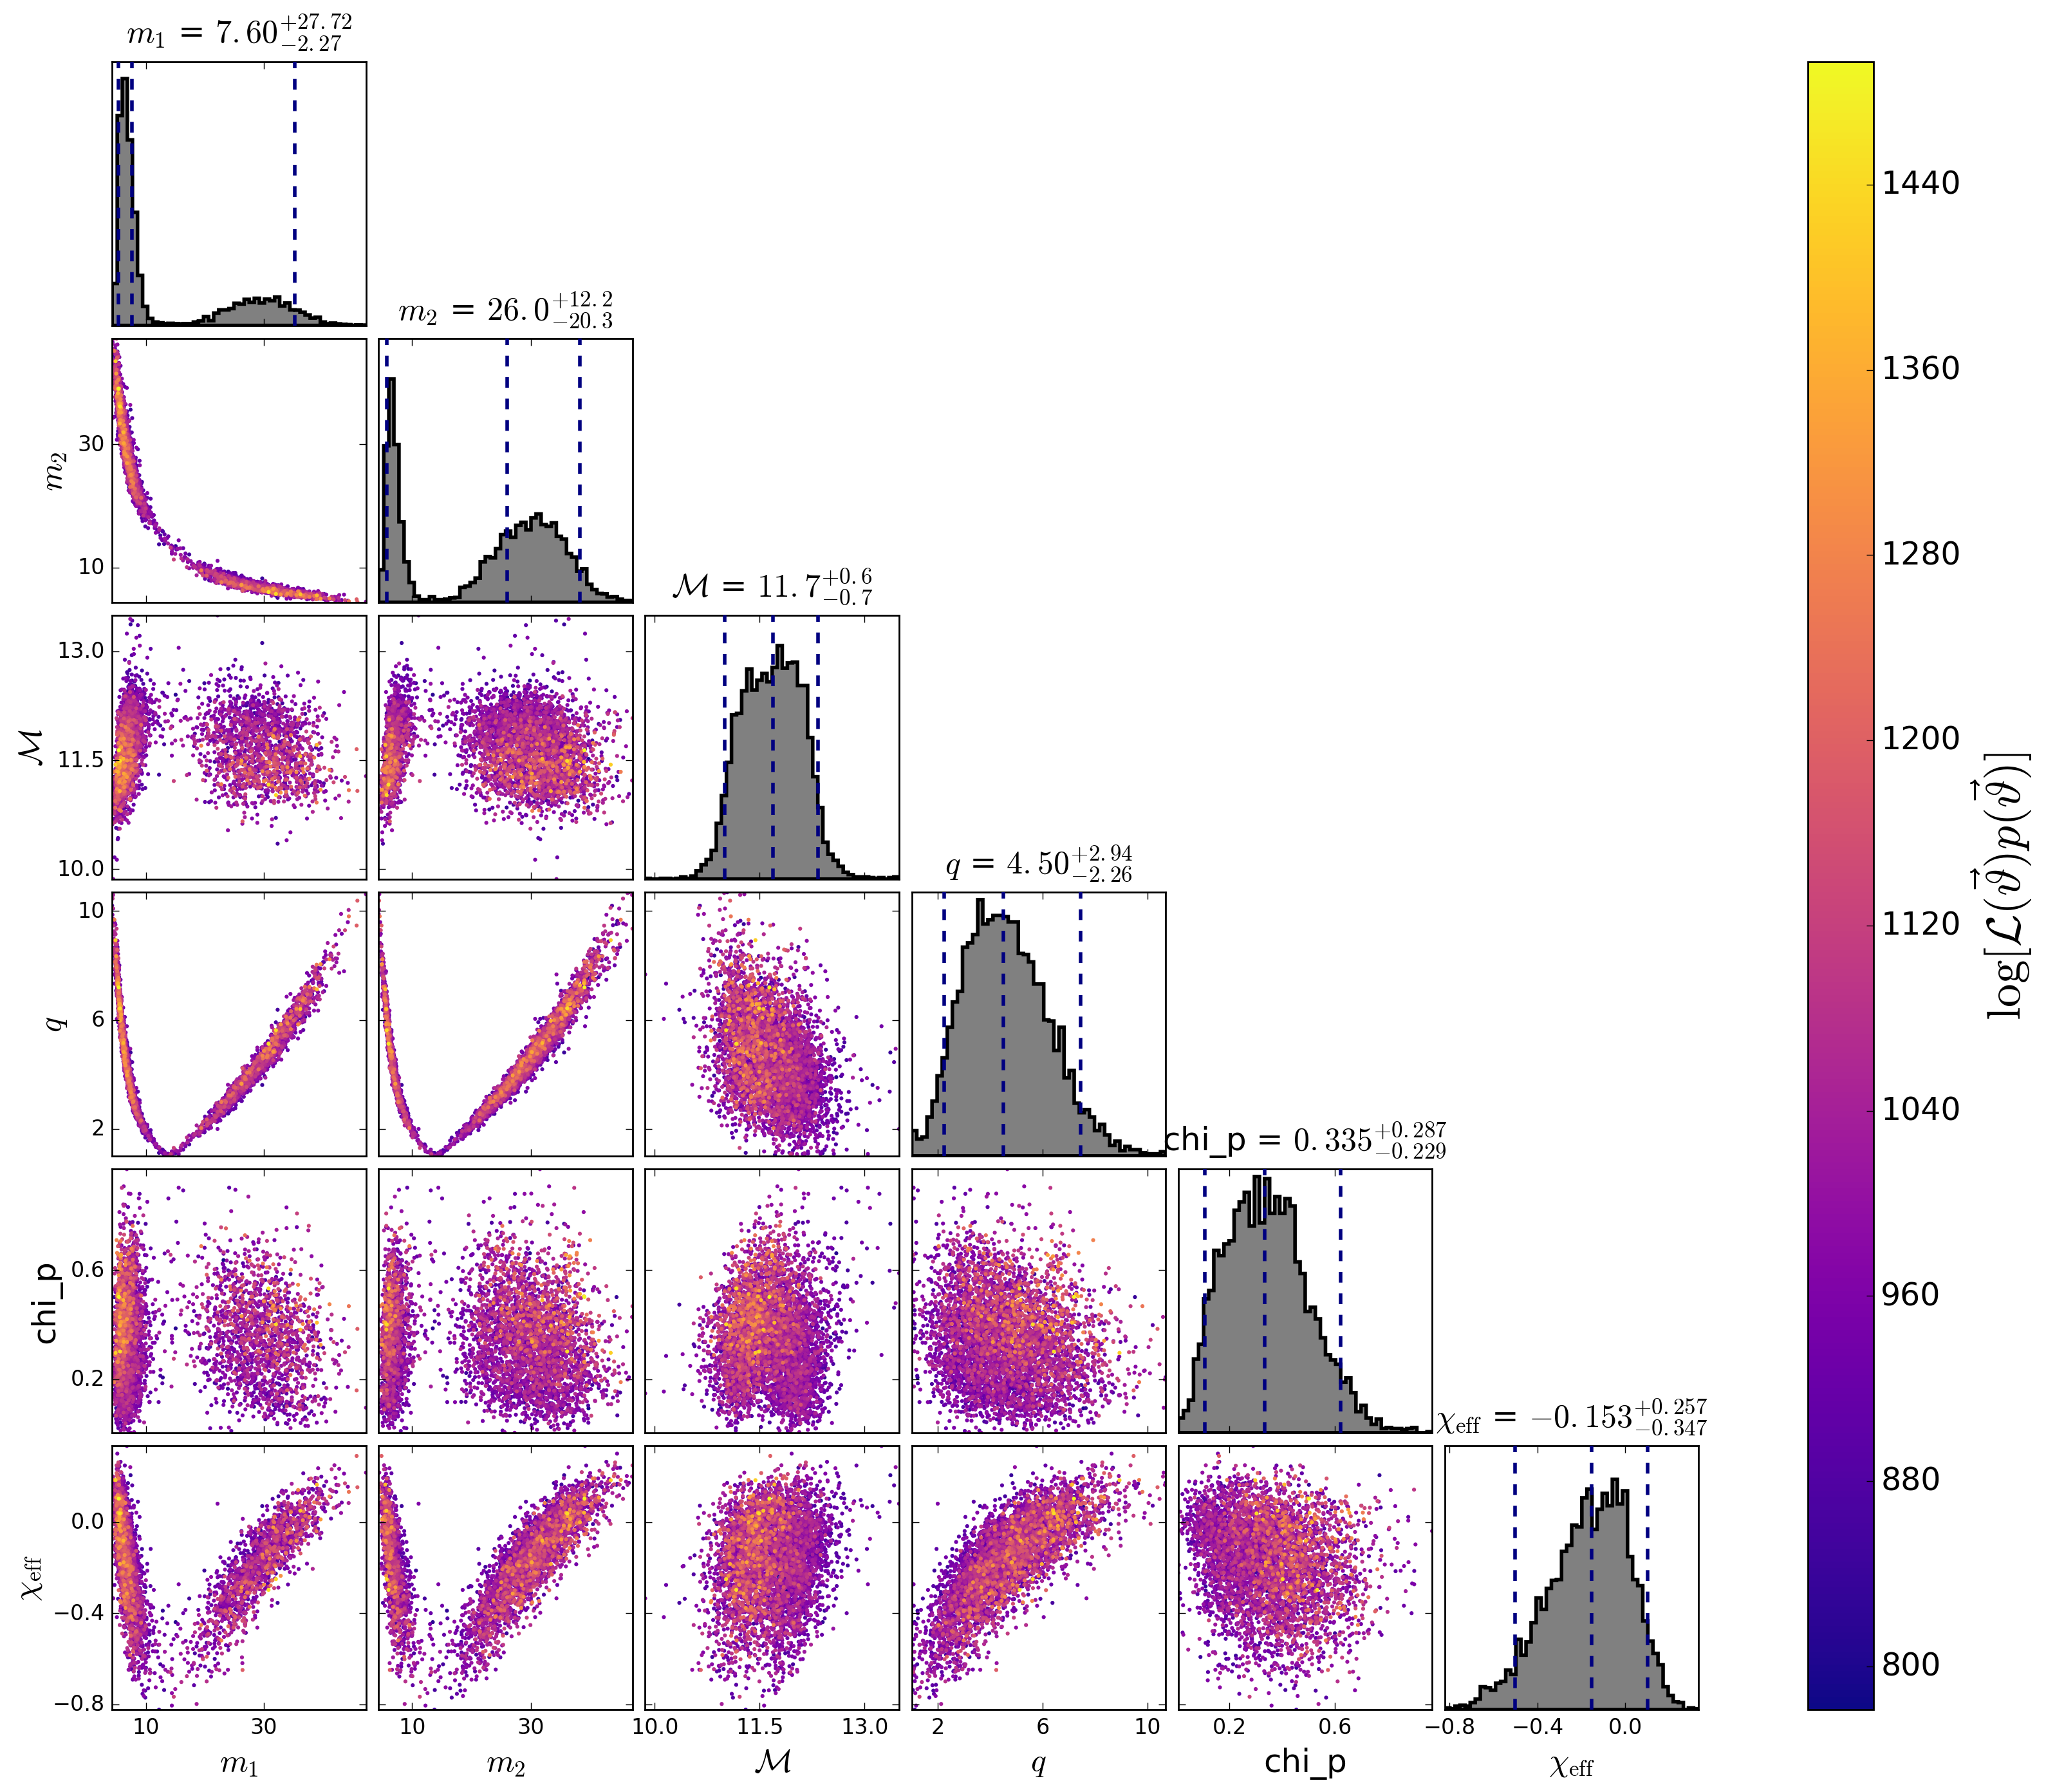 m₁ = 7.60 +27.72 −2.27
m₂ = 26.0 +12.2 −20.3
30
10
m₂
ℳ = 11.7 +0.6 −0.7
13.0
11.5
10.0
ℳ
q = 4.50 +2.94 −2.26
10
6
2
q
chi_p = 0.335 +0.287 −0.229
0.6
0.2
chi_p
χeff = −0.153 +0.257 −0.347
0.0
−0.4
−0.8
χeff
10 30
10 30
10.0 11.5 13.0
2 6 10
0.2 0.6
−0.8 −0.4 0.0
m₁
m₂
ℳ
q
chi_p
χeff
1440
1360
1280
1200
1120
1040
960
880
800
log[ℒ(ϑ⃗)p(ϑ⃗)]